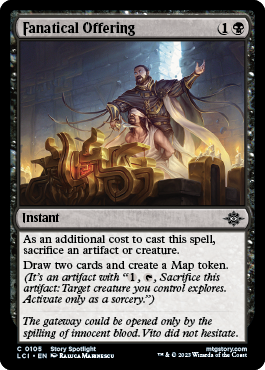 Fanatical Offering 1
Instant
As an additional cost to cast this spell,
sacrifice an artifact or creature.
Draw two cards and create a Map token.
(It's an artifact with "1, , Sacrifice this
artifact: Target creature you control explores.
Activate only as a sorcery.")
The gateway could be opened only by the
spilling of innocent blood. Vito did not hesitate.
C 0105 Story Spotlight mtgstory.com
LCI • EN Raluca Marinescu ™ & © 2023 Wizards of the Coast